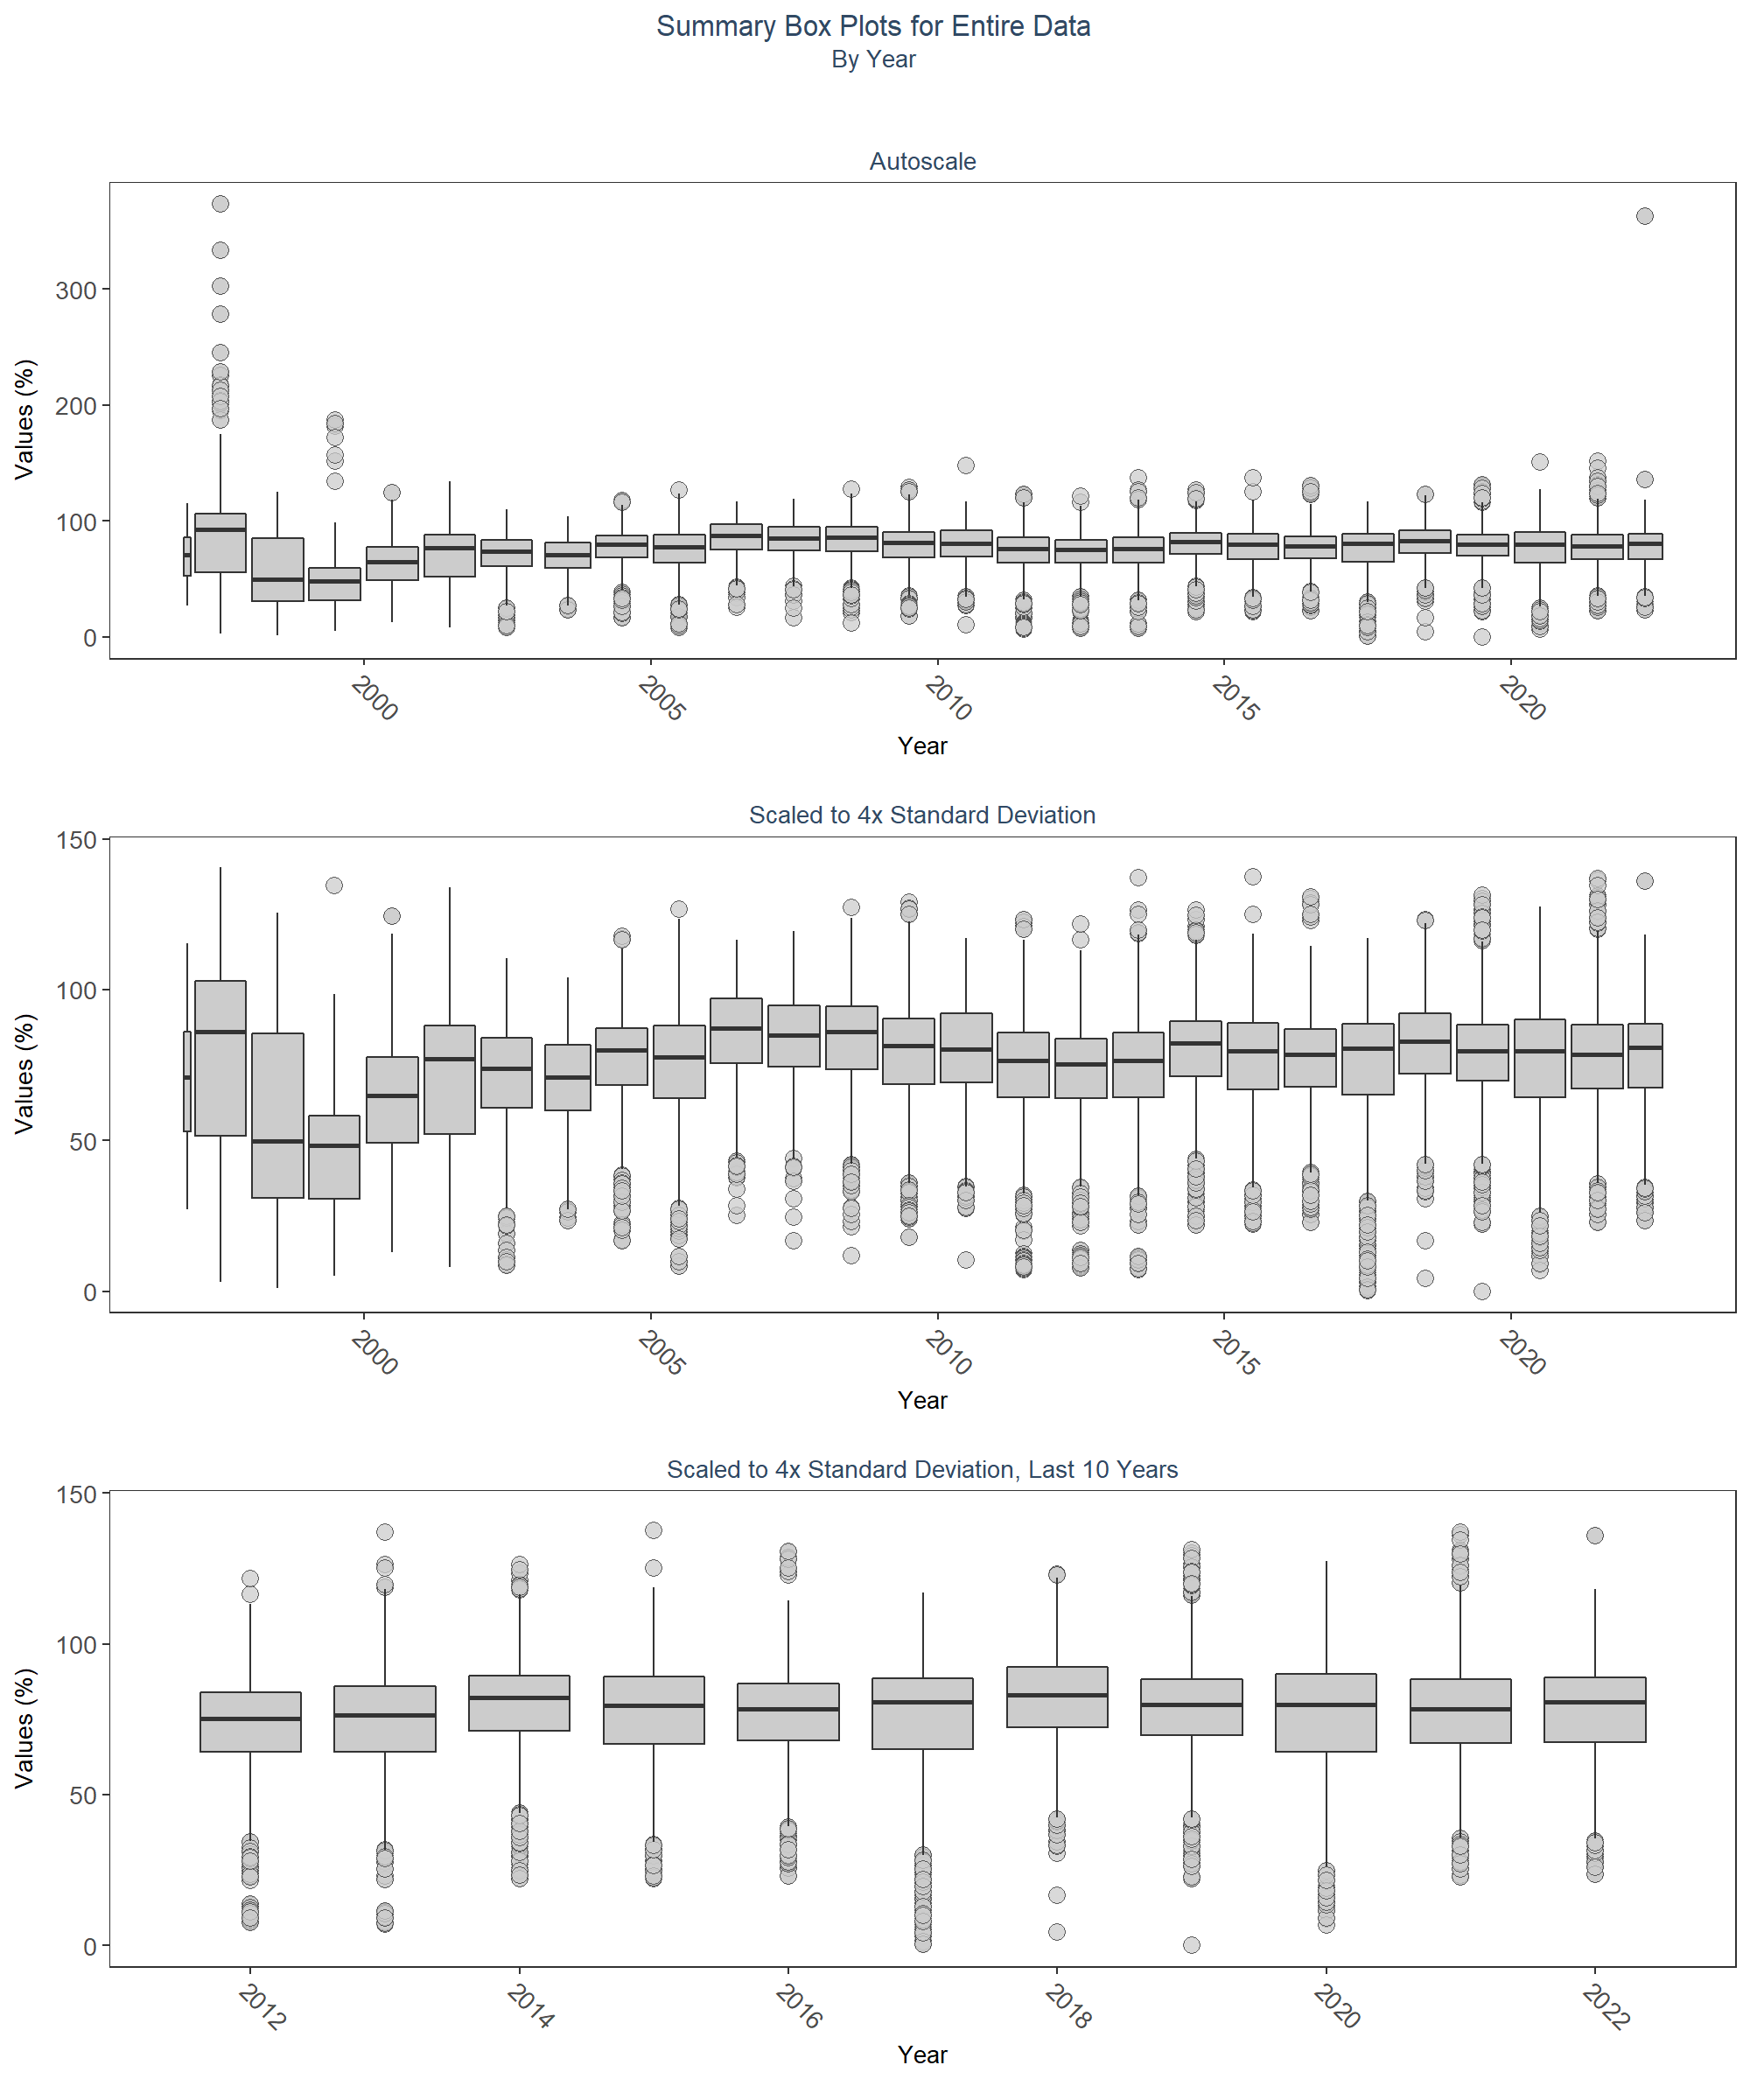 Summary Box Plots for Entire Data
By Year
Autoscale
Values (%)
300
200
100
0
2000 2005 2010 2015 2020
Year
Scaled to 4x Standard Deviation
Values (%)
150
100
50
0
2000 2005 2010 2015 2020
Year
Scaled to 4x Standard Deviation, Last 10 Years
Values (%)
150
100
50
0
2012 2014 2016 2018 2020 2022
Year